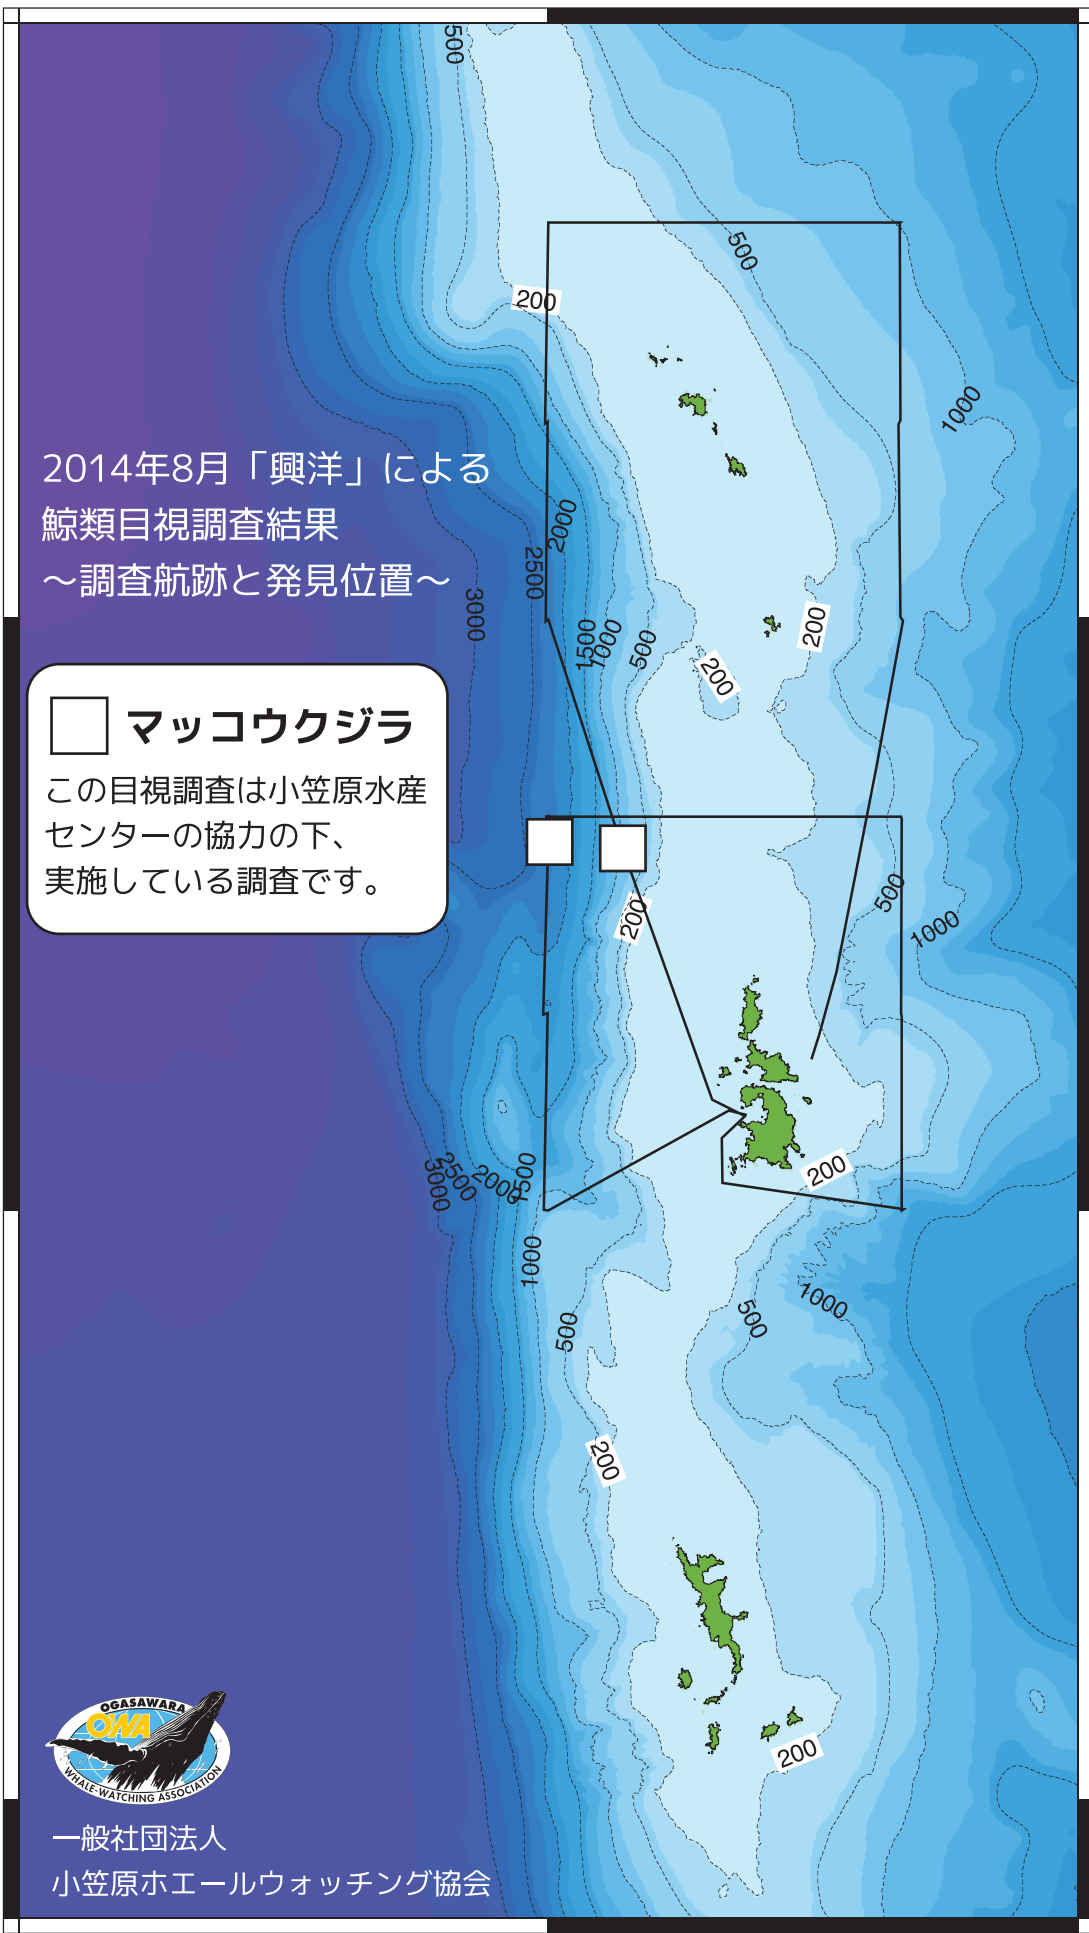 500
200
500
1000
2014年8月「興洋」による
鯨類目視調査結果
～調査航跡と発見位置～
2000
2500
3000
1500
1000
500
200
200
マッコウクジラ
この目視調査は小笠原水産
センターの協力の下、
実施している調査です。
200
500
1000
3000
2500
2000
1500
200
1000
500
500
1000
200
200
OGASAWARA
OWA
WHALE-WATCHING ASSOCIATION
一般社団法人
小笠原ホエールウォッチング協会